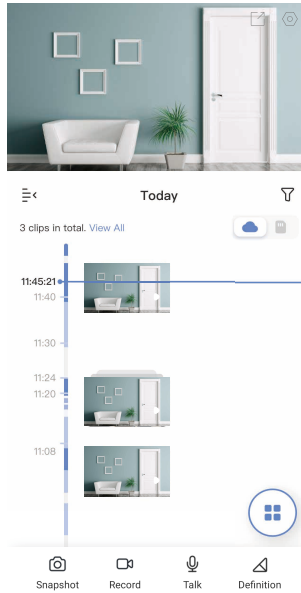 Today
3 clips in total. View All
11:45:21
11:40
11:30
11:24
11:20
11:08
Snapshot
Record
Talk
Definition